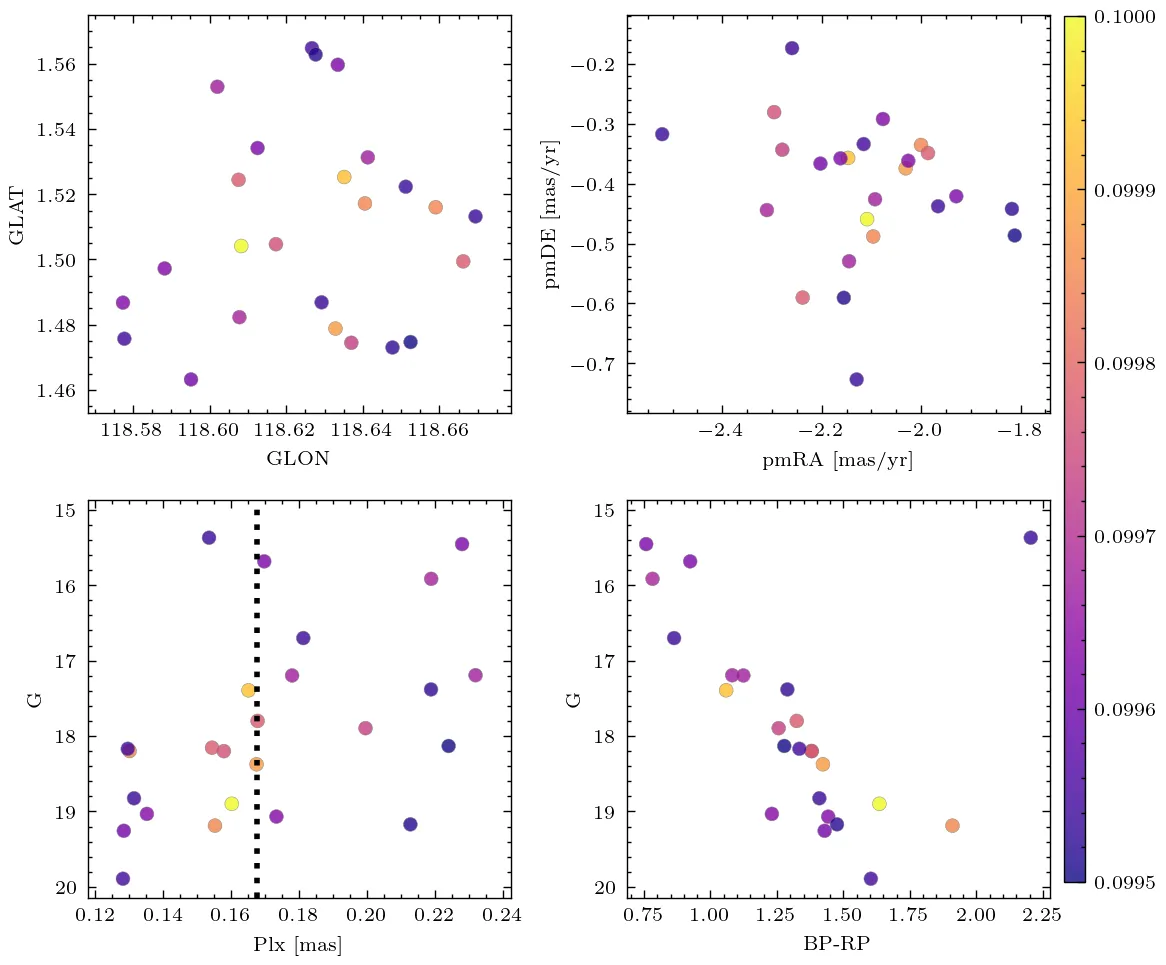 1.56
1.54
1.52
1.50
1.48
1.46
GLAT
118.58 118.60 118.62 118.64 118.66
GLON
−0.2
−0.3
−0.4
−0.5
−0.6
−0.7
pmDE [mas/yr]
−2.4 −2.2 −2.0 −1.8
pmRA [mas/yr]
15
16
17
18
19
20
G
0.12 0.14 0.16 0.18 0.20 0.22 0.24
Plx [mas]
15
16
17
18
19
20
G
0.75 1.00 1.25 1.50 1.75 2.00 2.25
BP-RP
0.1000
0.0999
0.0998
0.0997
0.0996
0.0995